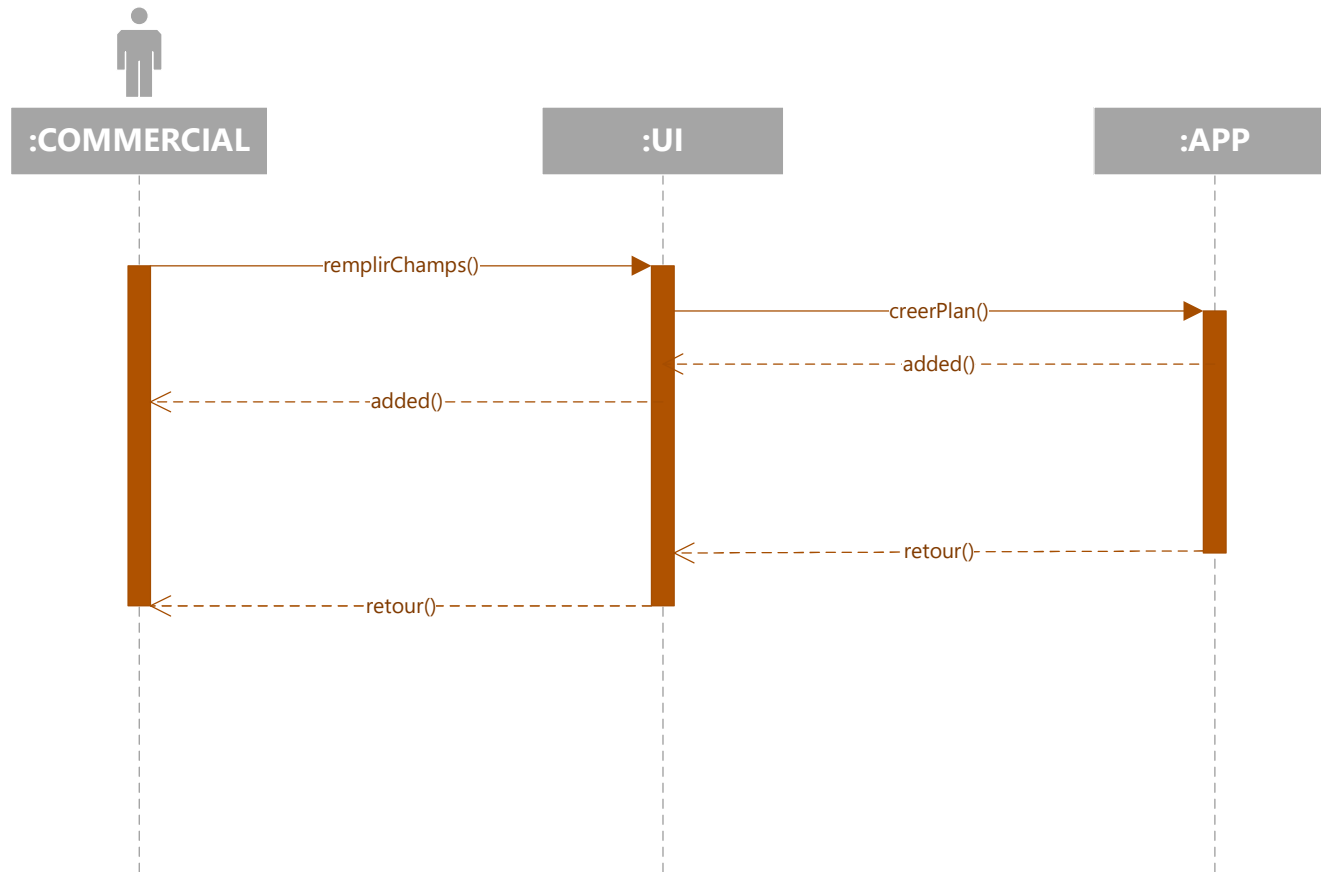 :COMMERCIAL
:UI
:APP
remplirChamps()
creerPlan()
added()
added()
retour()
retour()